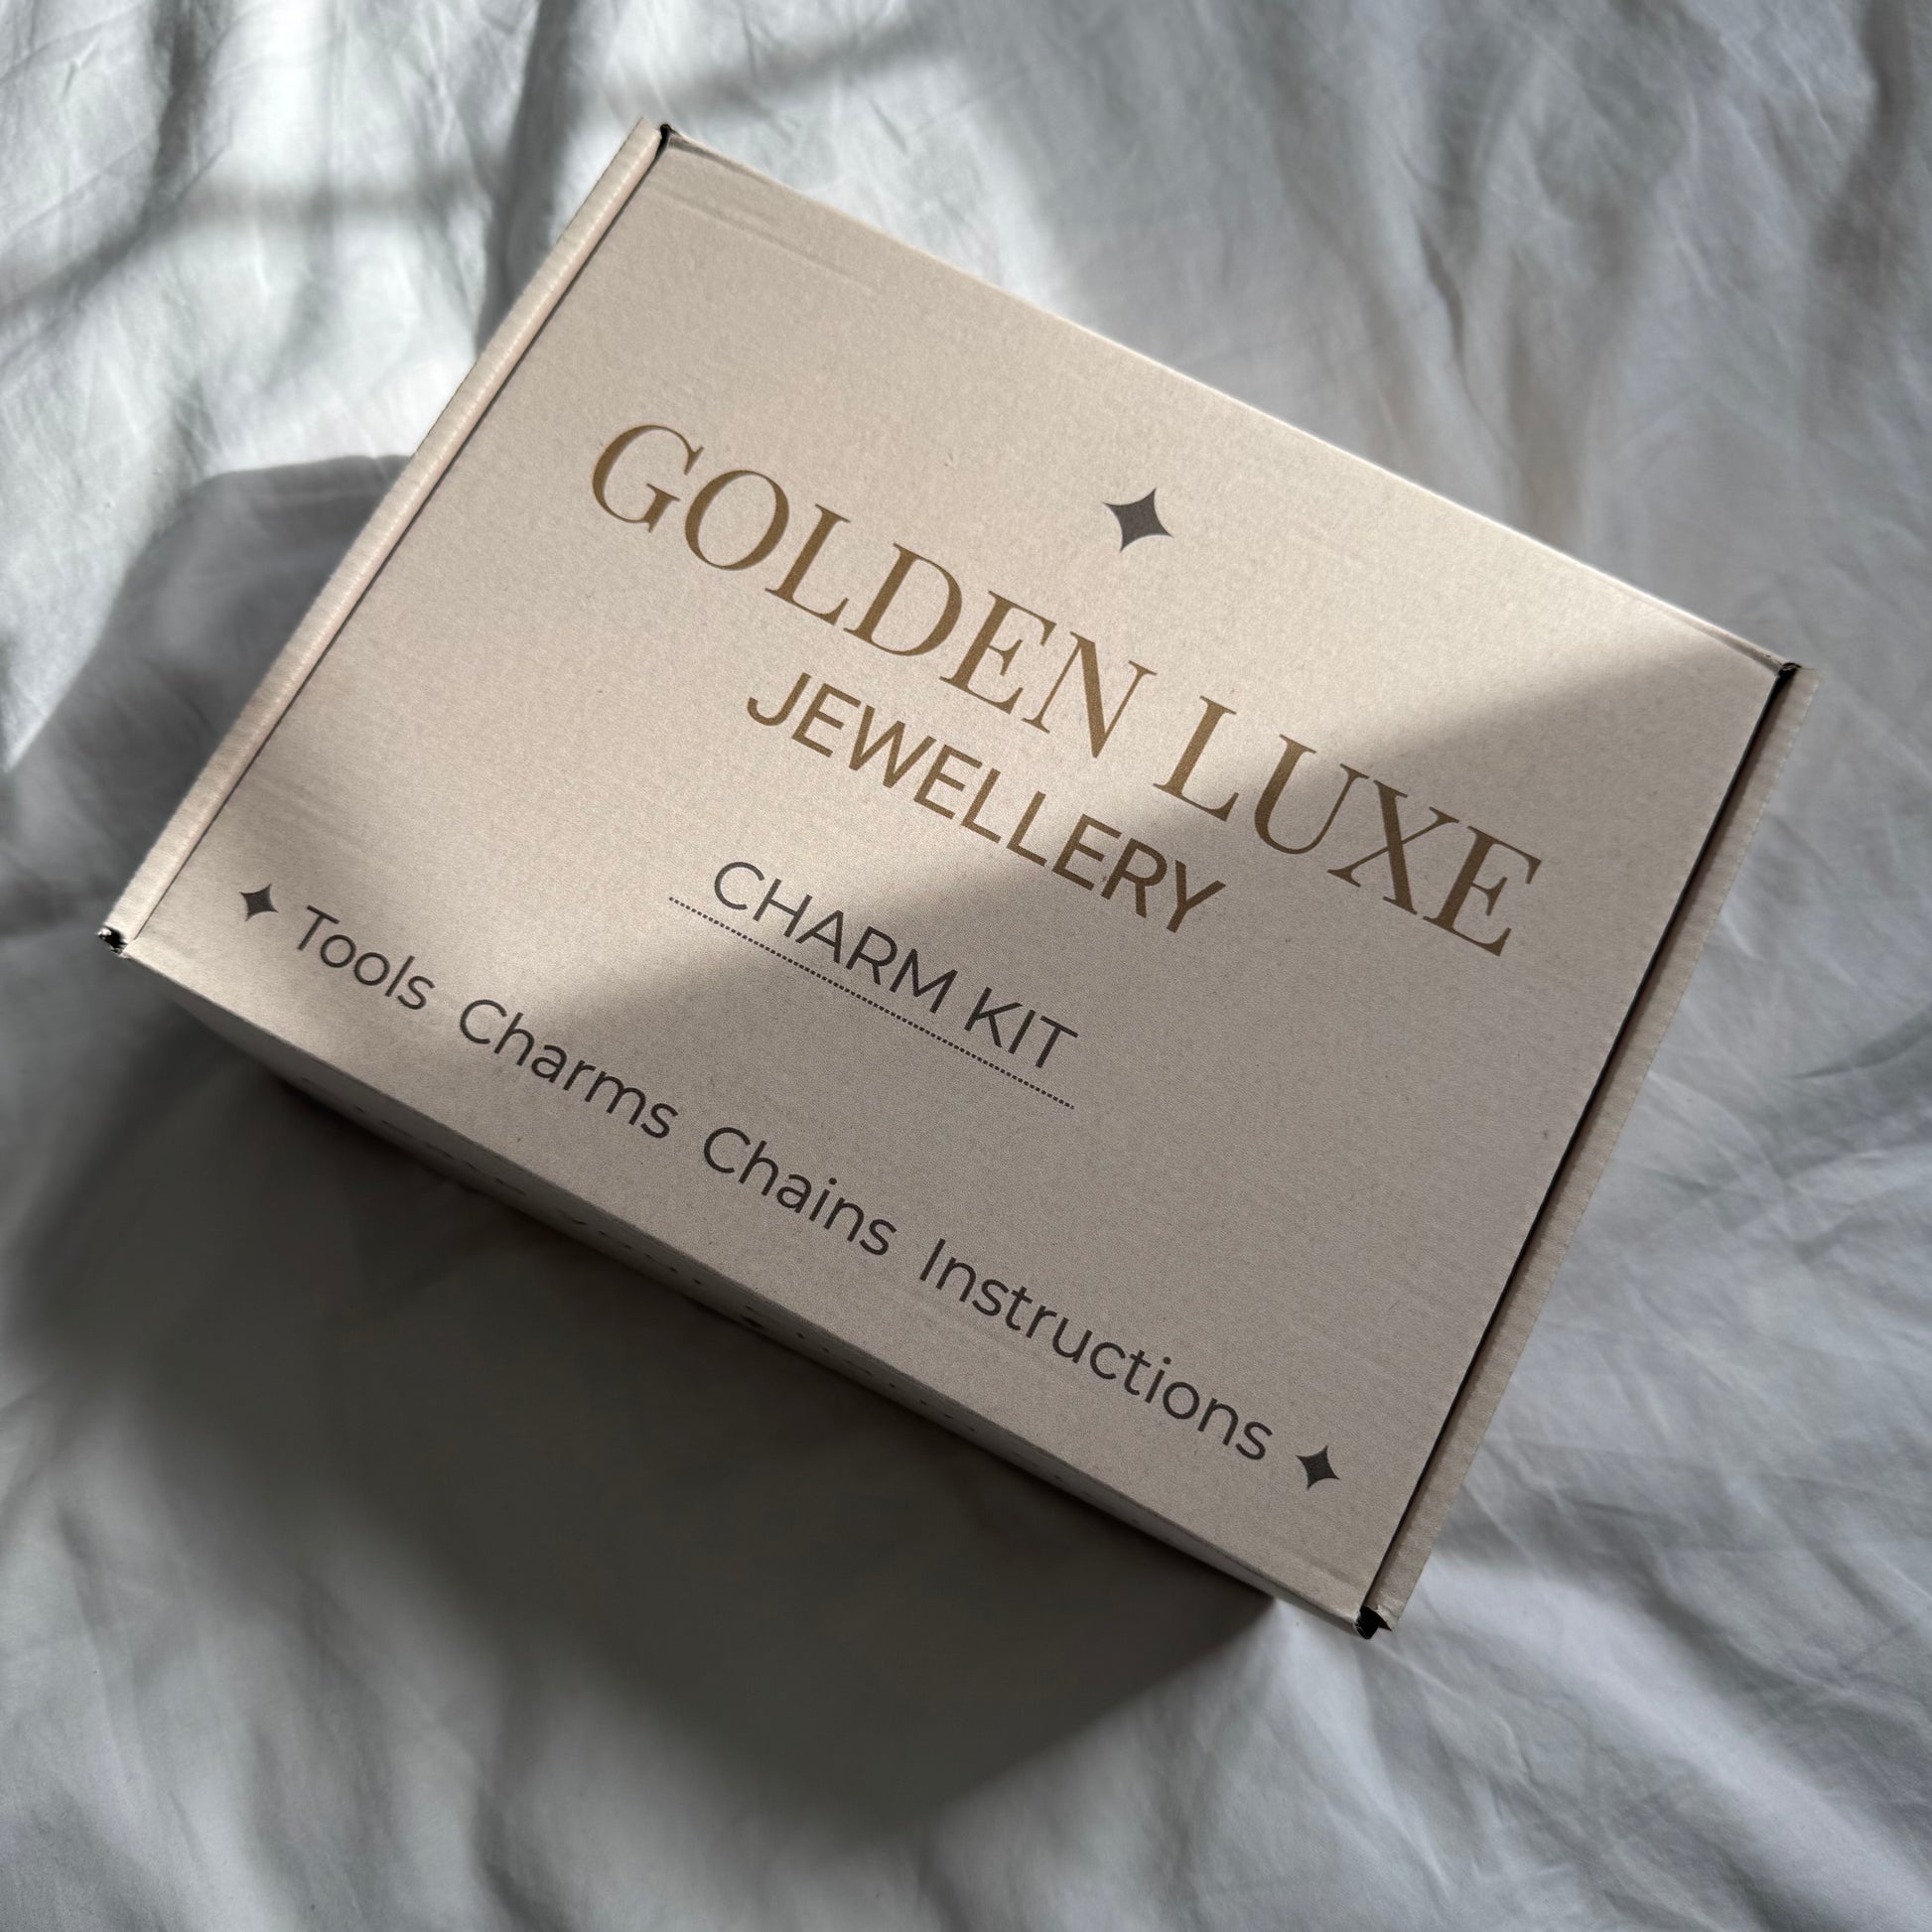 GOLDEN LUXE
JEWELLERY
CHARM KIT
Tools Charms Chains Instructions